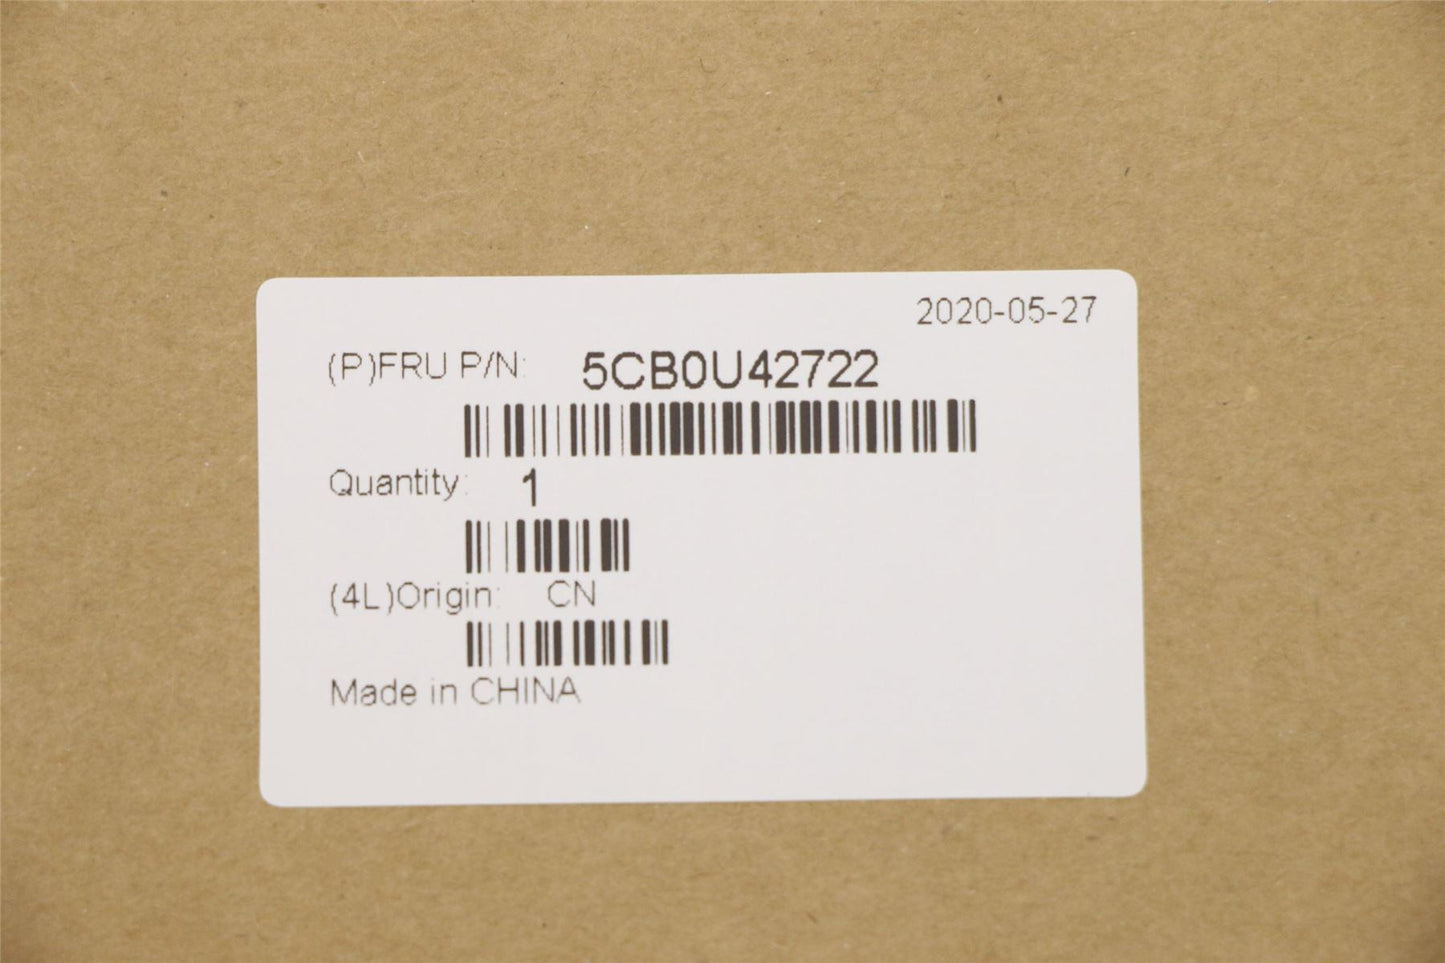 2020-05-27
(P)FRU P/N: 5CB0U42722
Quantity: 1
(4L)Origin: CN
Made in CHINA